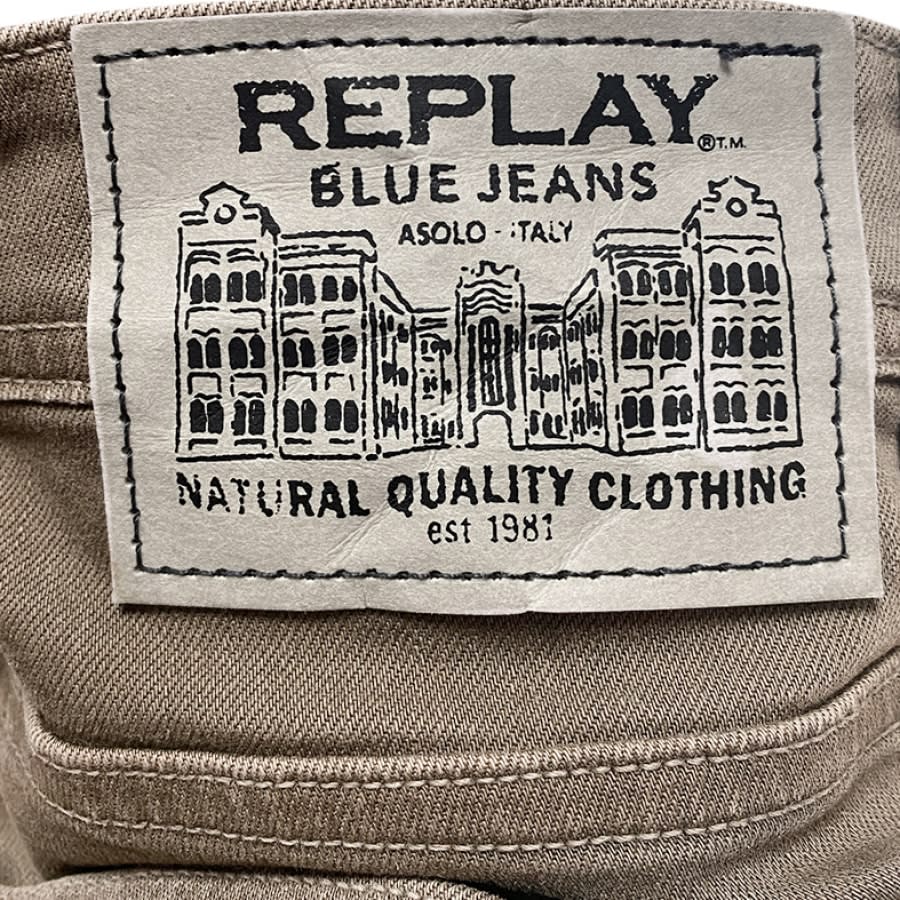 REPLAY ® T.M.
BLUE JEANS
ASOLO - ITALY
NATURAL QUALITY CLOTHING
est 1981